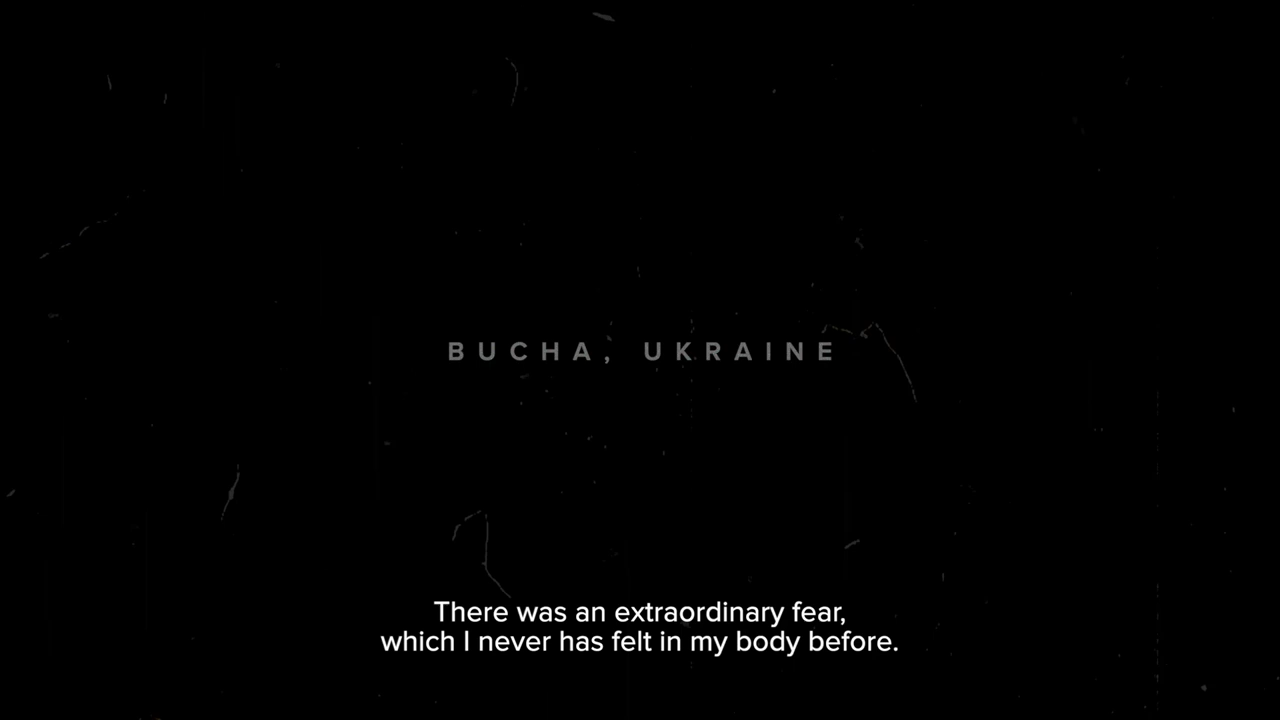 BUCHA, UKRAINE
There was an extraordinary fear,
which I never has felt in my body before.